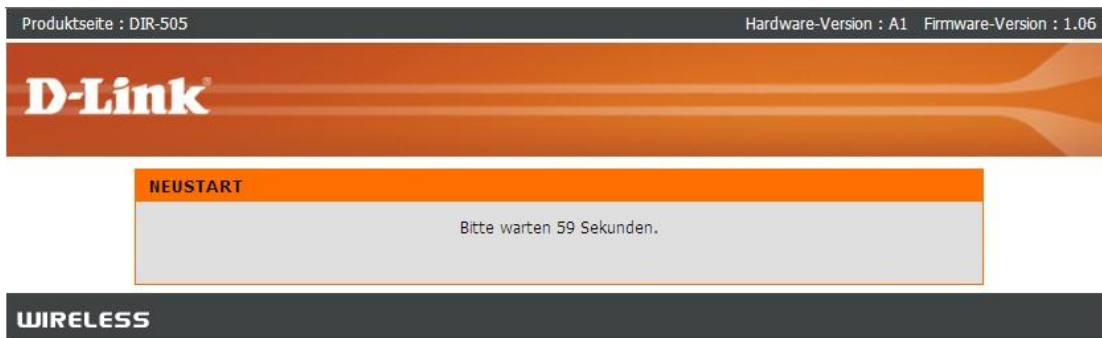 Produktseite : DIR-505 Hardware-Version : A1 Firmware-Version : 1.06
D-Link®
NEUSTART
Bitte warten 59 Sekunden.
WIRELESS